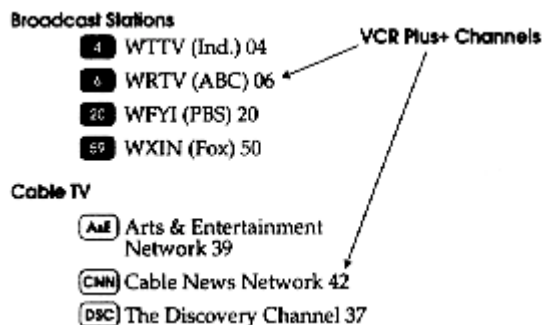 Broadcast Stations
VCR Plus+ Channels
4 WTTV (Ind.) 04
6 WRTV (ABC) 06
20 WFYI (PBS) 20
59 WXIN (Fox) 50
Cable TV
A&E Arts & Entertainment
Network 39
CNN Cable News Network 42
DSC The Discovery Channel 37